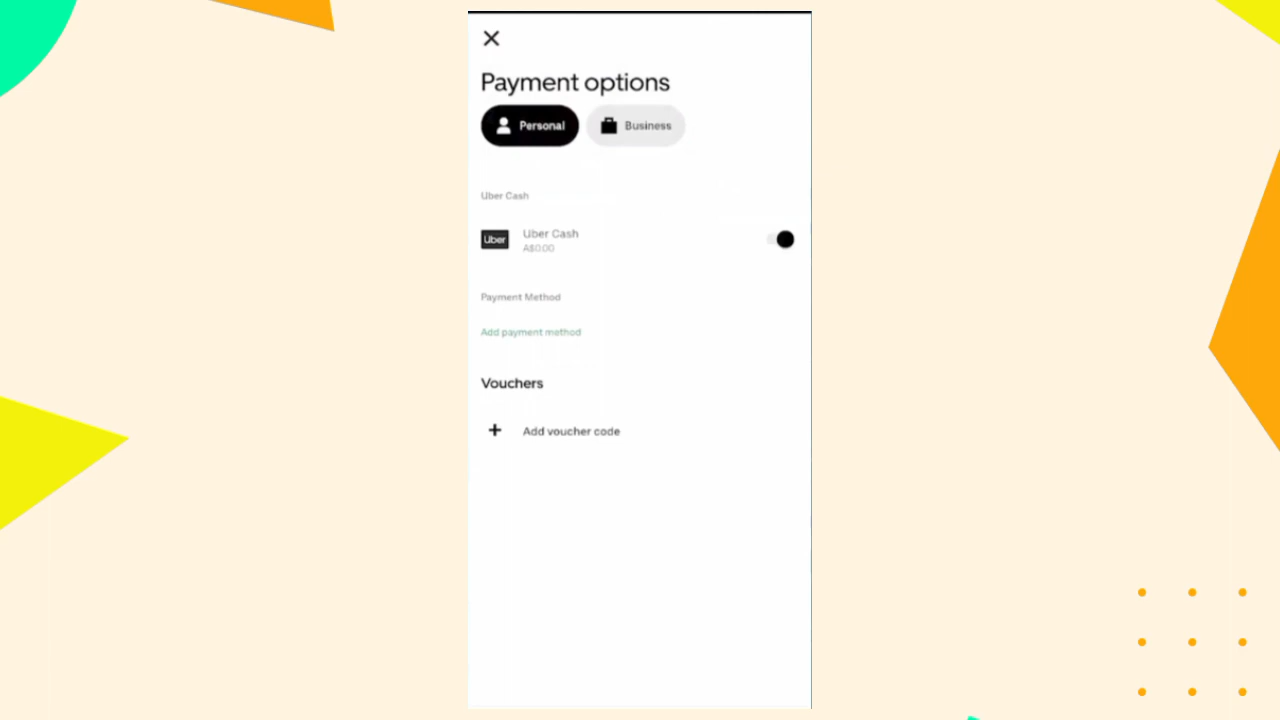 Payment options
Personal
Business
Uber Cash
Uber
Uber Cash
A$0.00
Payment Method
Add payment method
Vouchers
Add voucher code